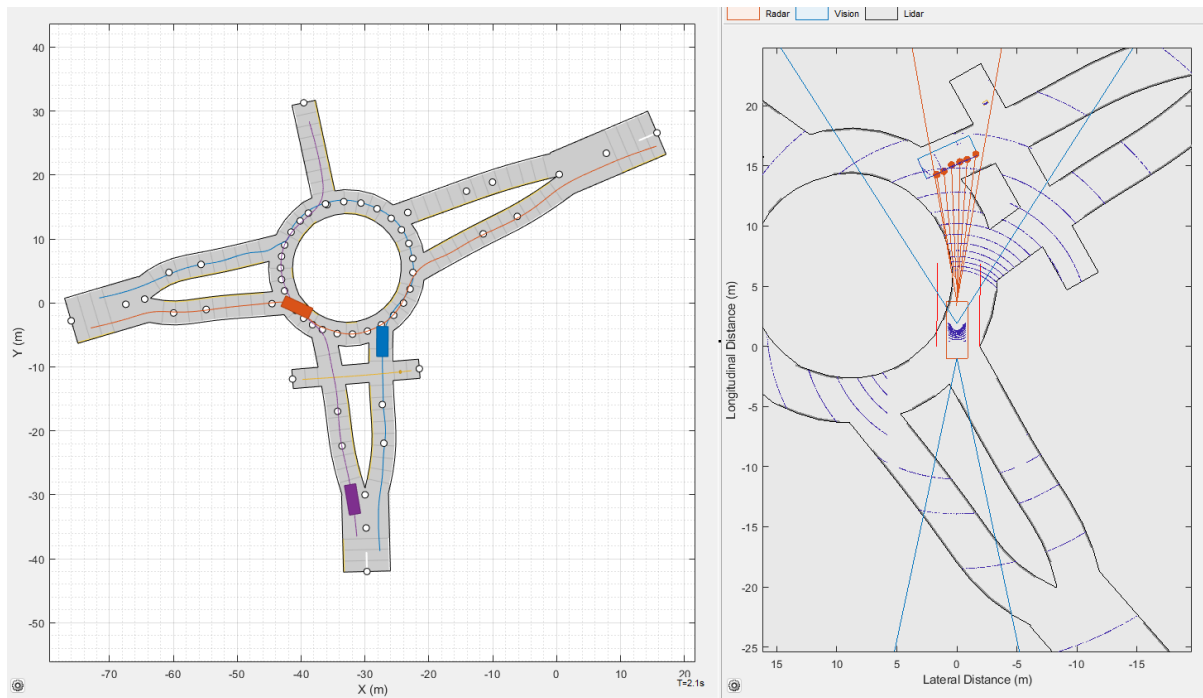 Radar Vision Lidar
40
30
20
10
0
-10
-20
-30
-40
-50
Y (m)
-70 -60 -50 -40 -30 -20 -10 0 10 20
X (m)
T=2.1s
20
15
10
5
0
-5
-10
-15
-20
-25
Longitudinal Distance (m)
15 10 5 0 -5 -10 -15
Lateral Distance (m)